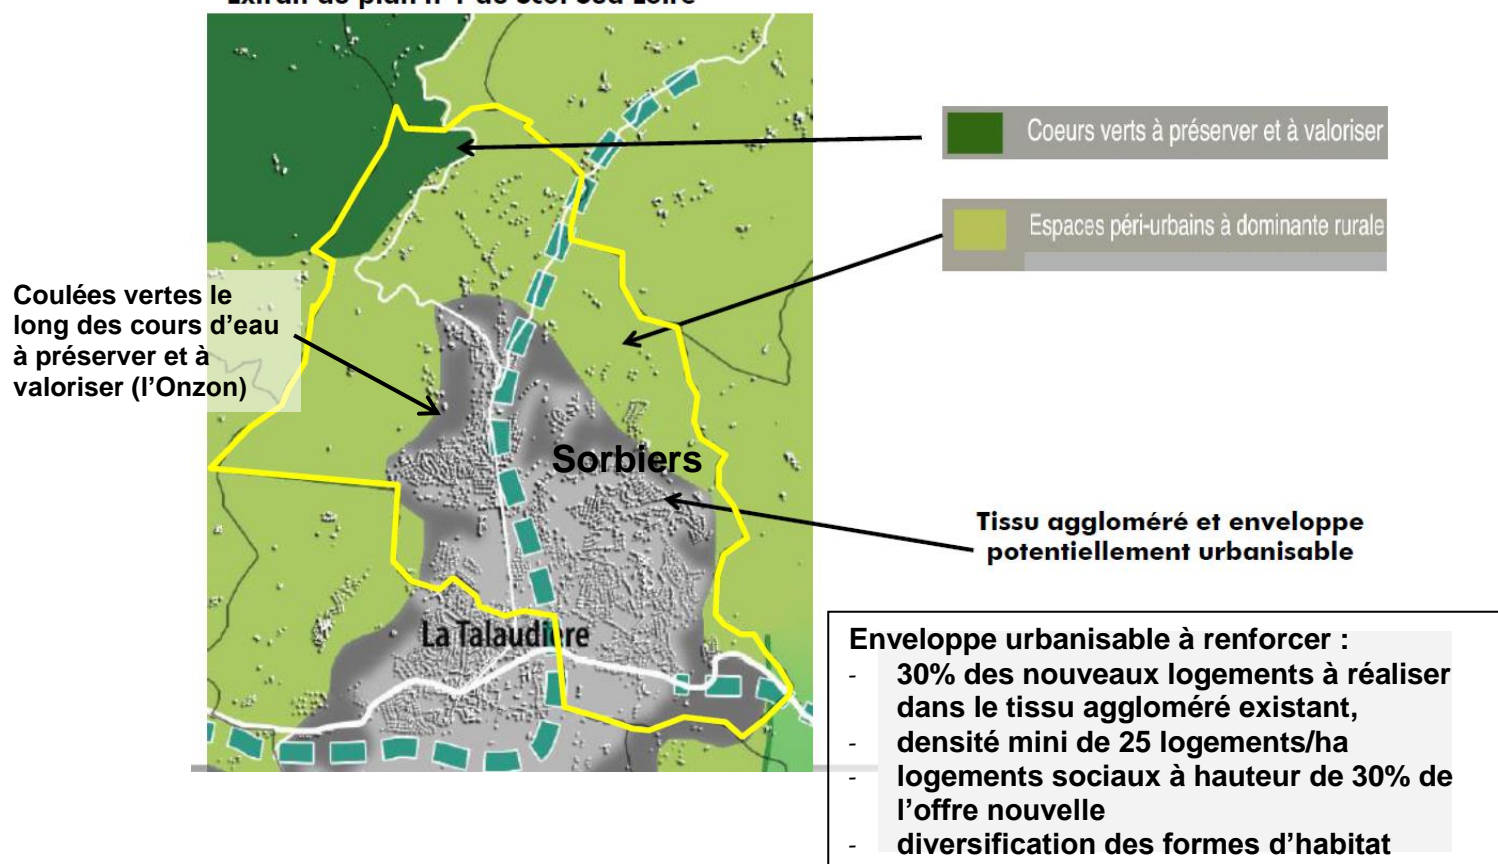 Coeurs verts à préserver et à valoriser
Espaces péri-urbains à dominante rurale
Coulées vertes le
long des cours d'eau
à préserver et à
valoriser (l'Onzon)
Sorbiers
Tissu aggloméré et enveloppe
potentiellement urbanisable
La Talaudière
Enveloppe urbanisable à renforcer :
- 30% des nouveaux logements à réaliser
dans le tissu aggloméré existant,
- densité mini de 25 logements/ha
- logements sociaux à hauteur de 30% de
l'offre nouvelle
- diversification des formes d'habitat